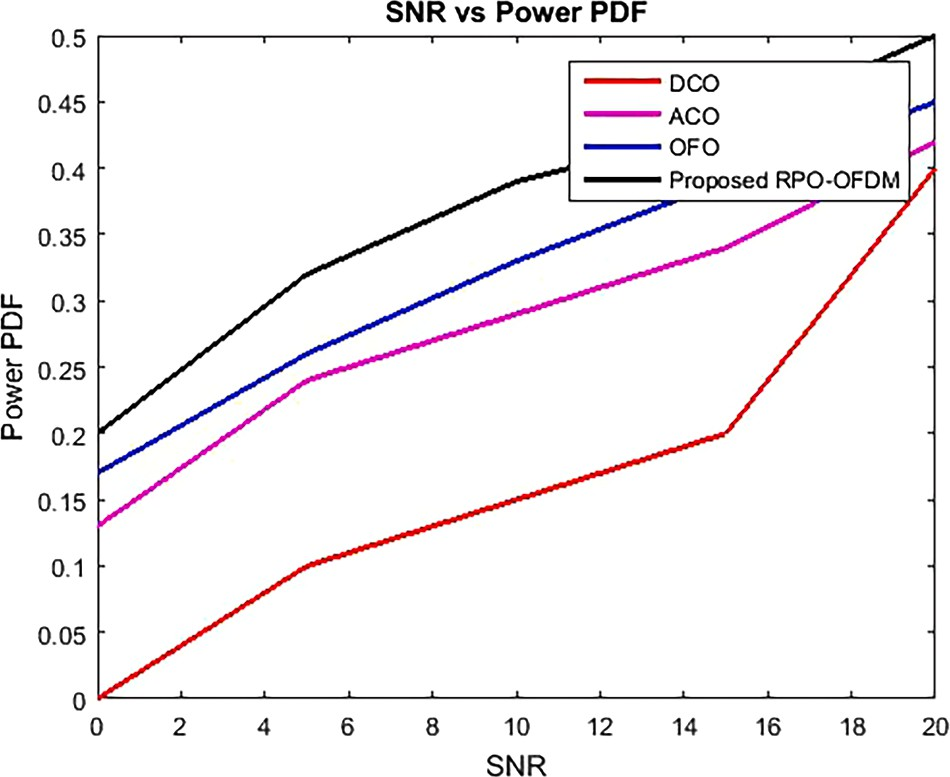 SNR vs Power PDF
0.5
0.45
0.4
0.35
0.3
0.25
0.2
0.15
0.1
0.05
0
Power PDF
DCO
ACO
OFO
Proposed RPO-OFDM
0 2 4 6 8 10 12 14 16 18 20
SNR